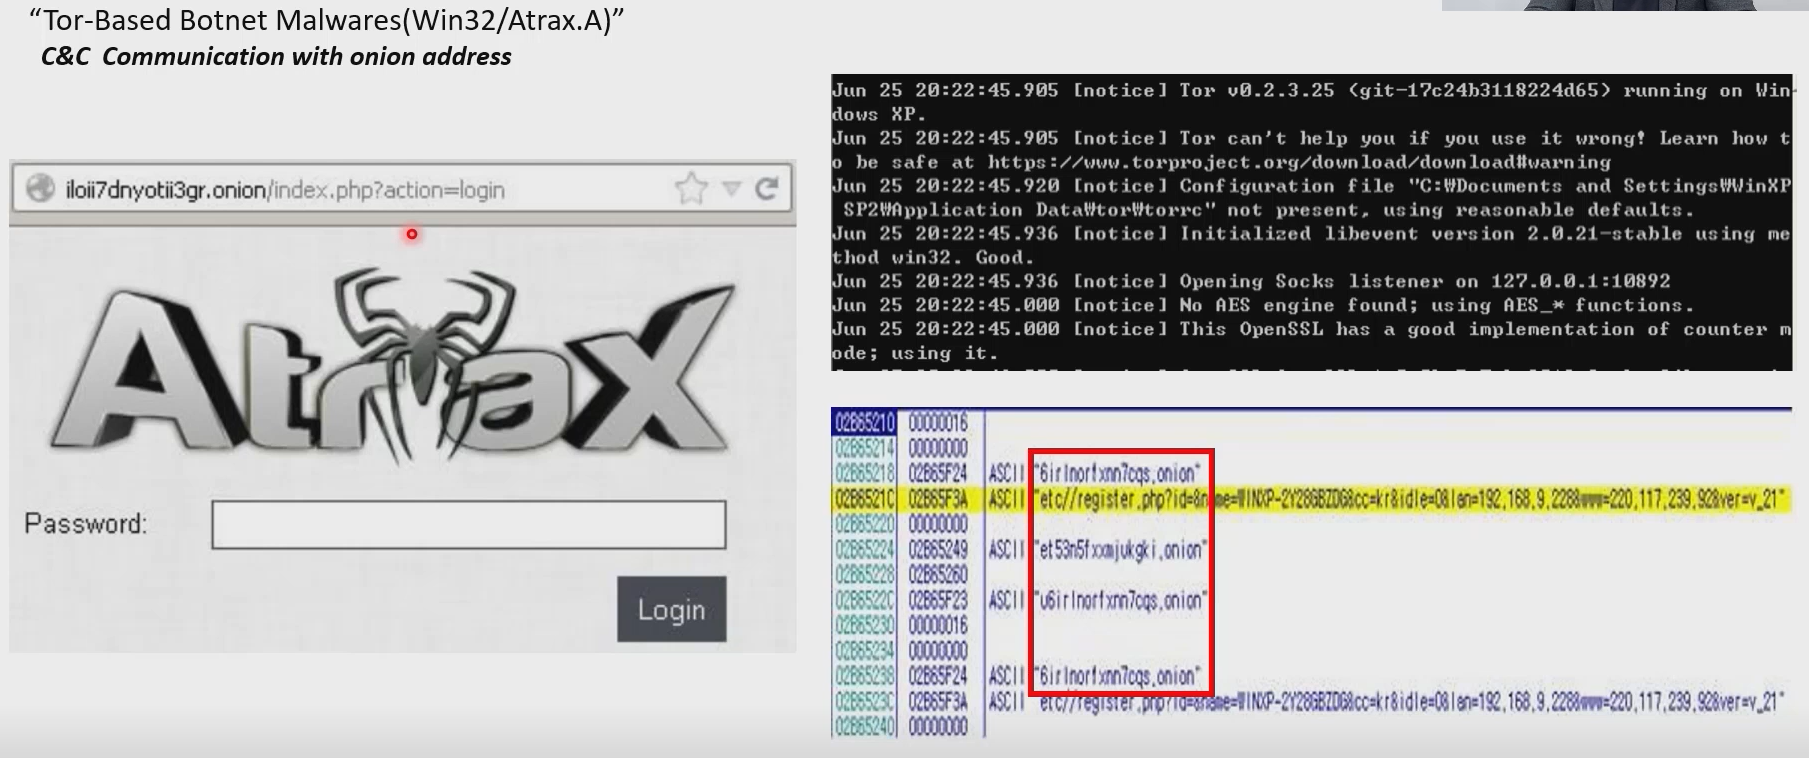 “Tor-Based Botnet Malwares(Win32/Atrax.A)”
C&C Communication with onion address
iloii7dnyotii3gr.onion/index.php?action=login
AtraX
Password:
Login
Jun 25 20:22:45.905 [notice] Tor v0.2.3.25 (git-17c24b3118224d65) running on Win
dows XP.
Jun 25 20:22:45.905 [notice] Tor can't help you if you use it wrong! Learn how t
o be safe at https://www.torproject.org/download/download#warning
Jun 25 20:22:45.920 [notice] Configuration file "C:₩Documents and Settings₩WinXP
SP2₩Application Data₩tor₩torrc" not present, using reasonable defaults.
Jun 25 20:22:45.936 [notice] Initialized libevent version 2.0.21-stable using me
thod win32. Good.
Jun 25 20:22:45.936 [notice] Opening Socks listener on 127.0.0.1:10892
Jun 25 20:22:45.000 [notice] No AES engine found; using AES_* functions.
Jun 25 20:22:45.000 [notice] This OpenSSL has a good implementation of counter m
ode; using it.
02B65210 00000016
02B65214 00000000
02B65218 02B65F24 ASCII "6irlnorfxnn7cqs.onion"
02B6521C 02B65F3A ASCII "etc//register.php?id=&name=WINXP-2Y28GBZDG&cc=kr&idle=0&lan=192.168.9.228&www=220.117.239.92&ver=v_21"
02B65220 00000000
02B65224 02B65249 ASCII "et53n5fxxmjukgki.onion"
02B65228 02B65260
02B6522C 02B65F23 ASCII "u6irlnorfxnn7cqs.onion"
02B65230 00000016
02B65234 00000000
02B65238 02B65F24 ASCII "6irlnorfxnn7cqs.onion"
02B6523C 02B65F3A ASCII "etc//register.php?id=&name=WINXP-2Y28GBZDG&cc=kr&idle=0&lan=192.168.9.228&www=220.117.239.92&ver=v_21"
02B65240 00000000